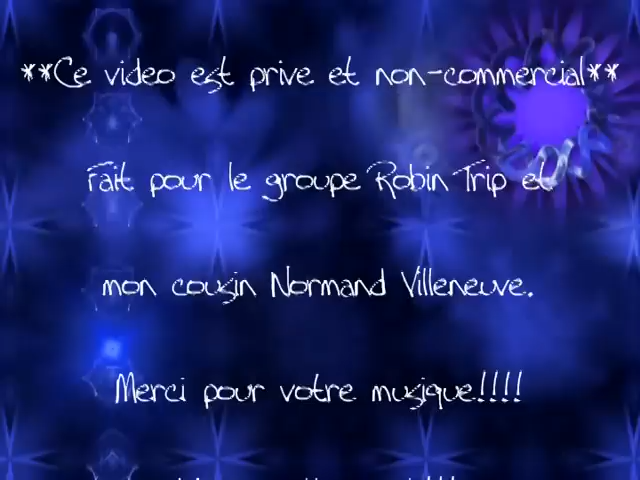 **Ce video est prive et non-commercial**
Fait pour le groupe Robin Trip et
mon cousin Normand Villeneuve.
Merci pour votre musique!!!!